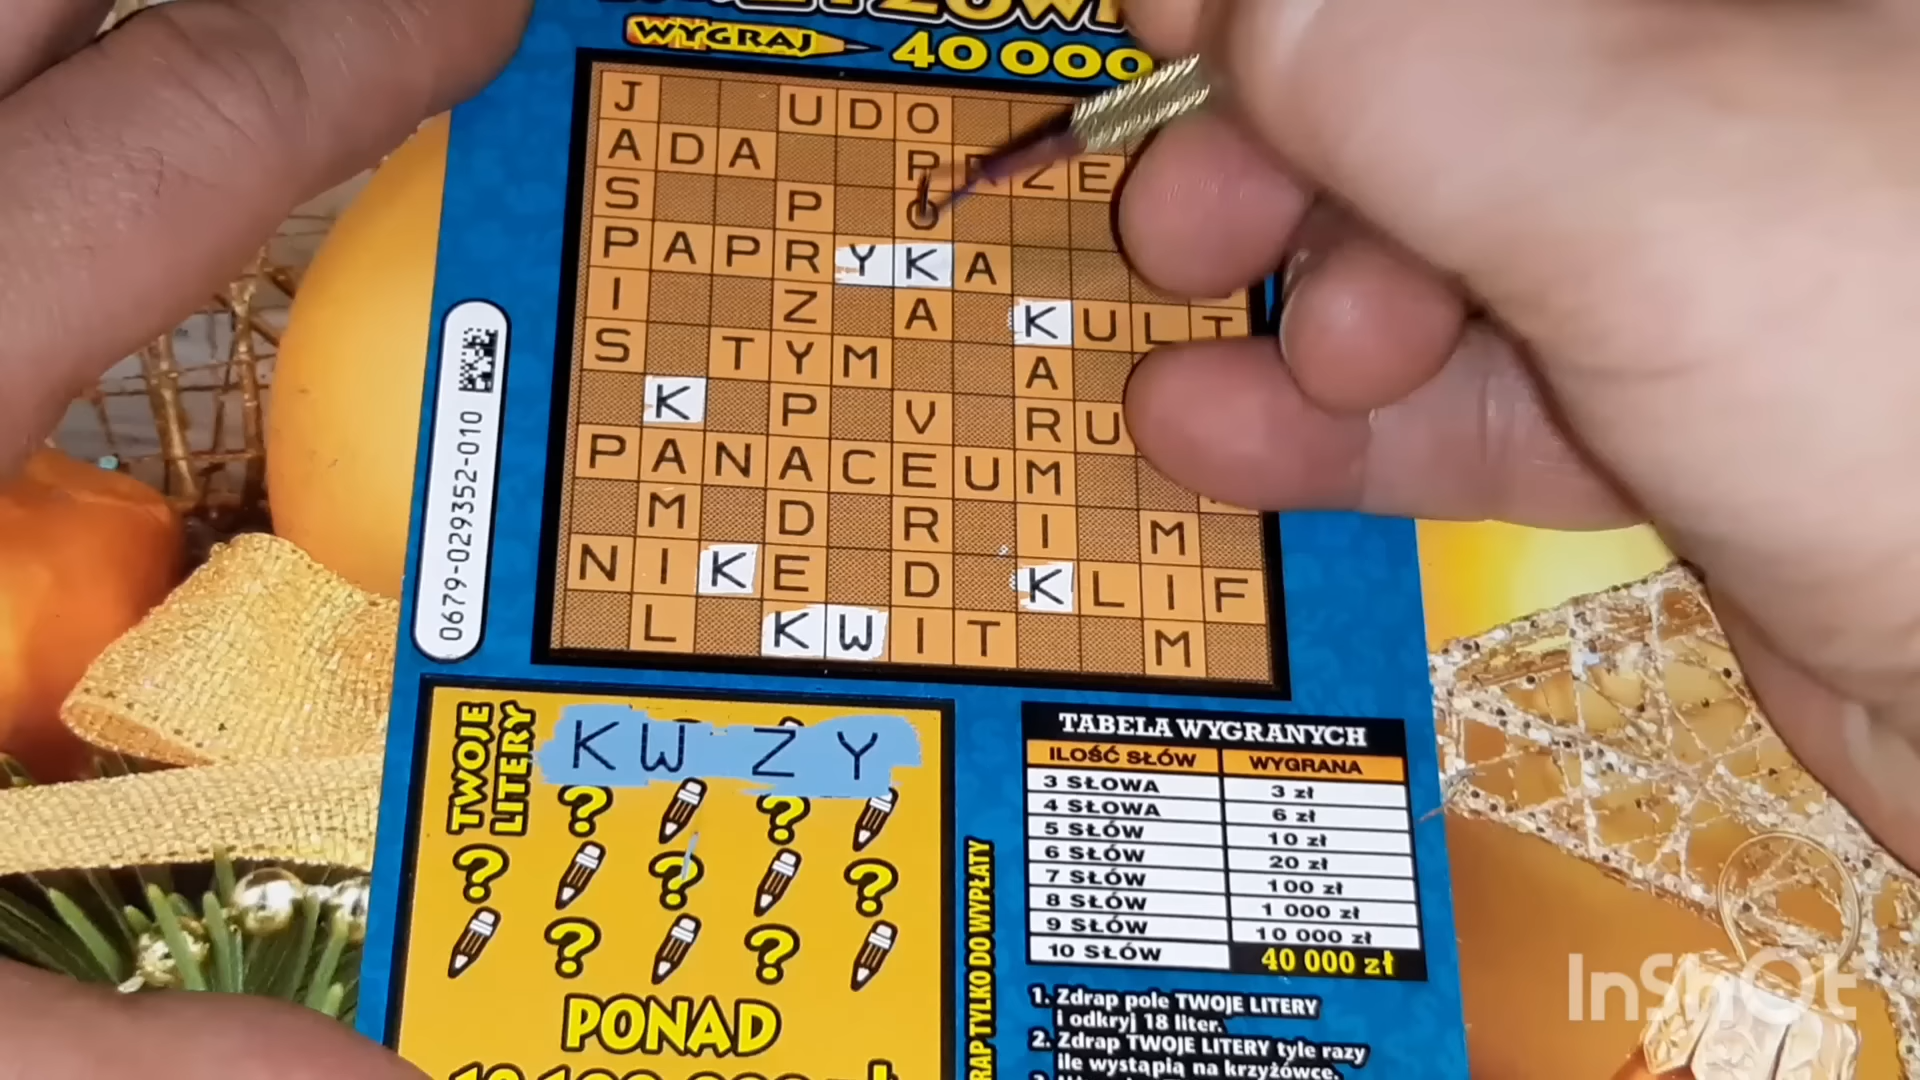 WYGRAJ 40 000
J UDO
ADA P ZE
S P O
PAPRYKA
I Z A KULT
S TYM A
K P V RU
PANACEUM
M D R I M
NIKE D KLIF
L KWIT M
0679-029352-010
TWOJE LITERY
K W Z Y
PONAD
TABELA WYGRANYCH
ILOŚĆ SŁÓW WYGRANA
3 SŁOWA 3 zł
4 SŁOWA 6 zł
5 SŁÓW 10 zł
6 SŁÓW 20 zł
7 SŁÓW 100 zł
8 SŁÓW 1 000 zł
9 SŁÓW 10 000 zł
10 SŁÓW 40 000 zł
RAP TYLKO DO WYPŁATY
1. Zdrap pole TWOJE LITERY
i odkryj 18 liter.
2. Zdrap TWOJE LITERY tyle razy
ile wystąpią na krzyżówce.
InShOt